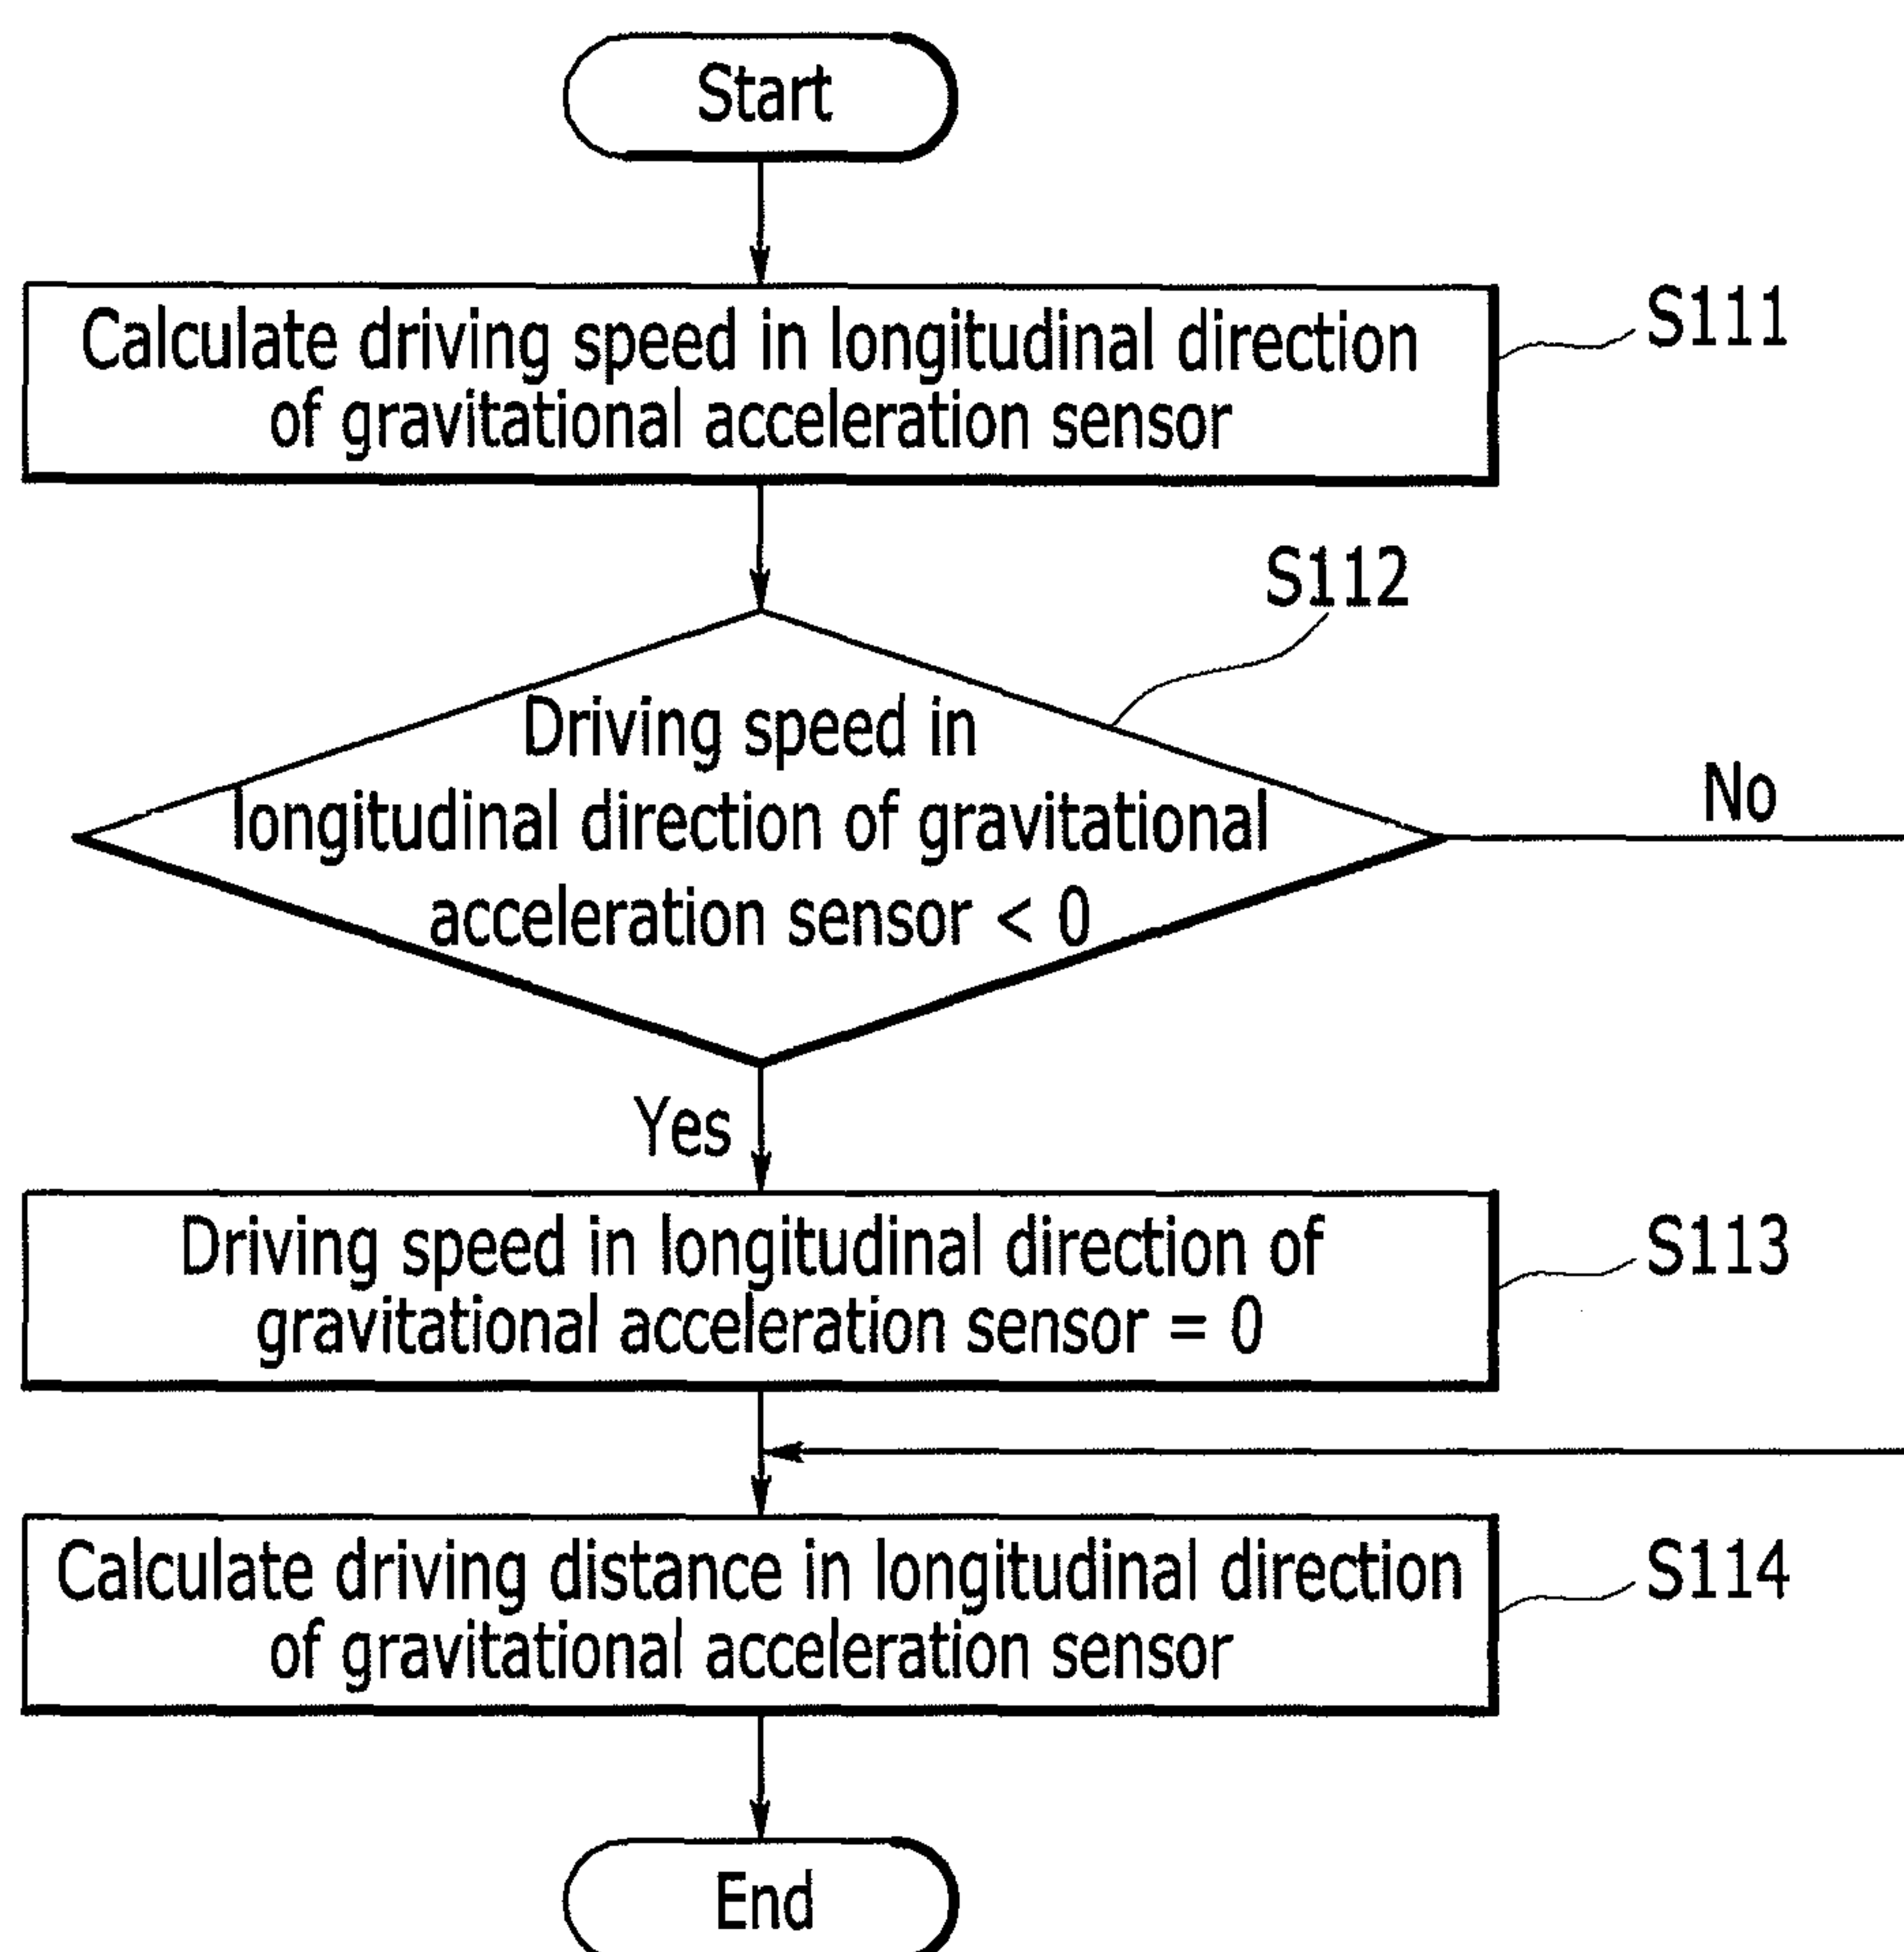 Start
Calculate driving speed in longitudinal direction
of gravitational acceleration sensor
S111
S112
Driving speed in
longitudinal direction of gravitational
acceleration sensor < 0
No
Yes
Driving speed in longitudinal direction of
gravitational acceleration sensor = 0
S113
Calculate driving distance in longitudinal direction
of gravitational acceleration sensor
S114
End